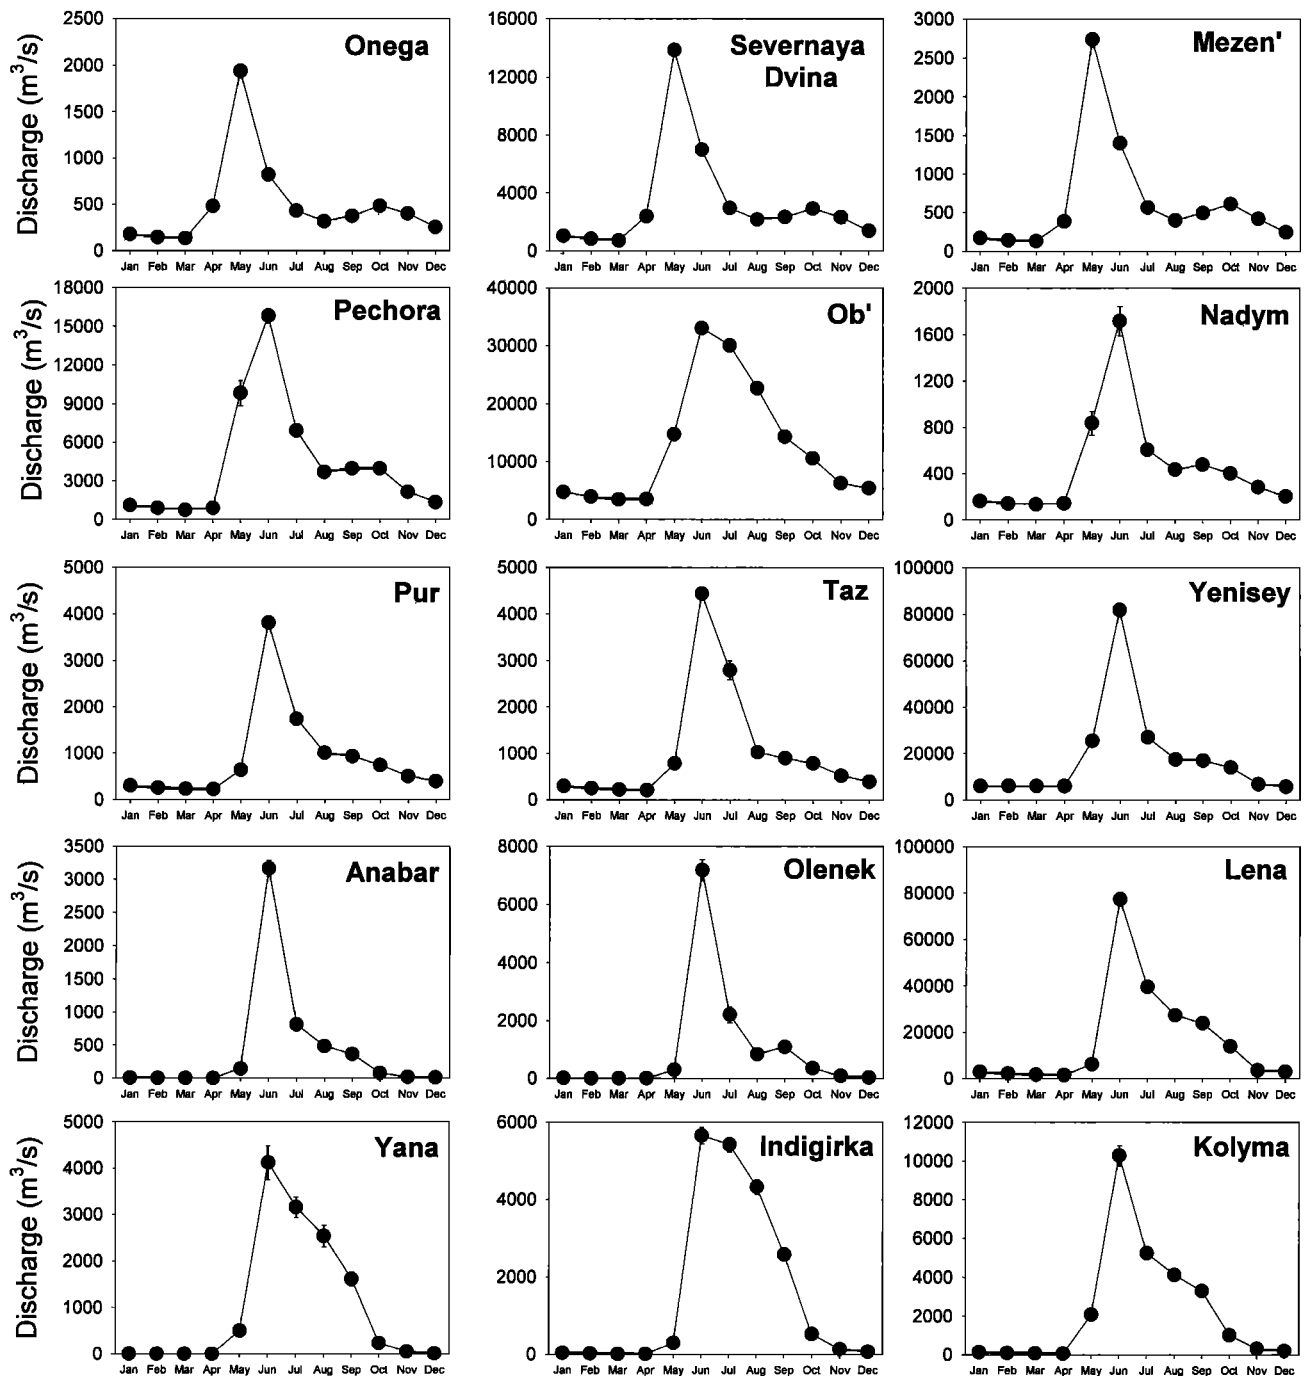 Discharge (m³/s)
2500
2000
1500
1000
500
0
Onega
Jan Feb Mar Apr May Jun Jul Aug Sep Oct Nov Dec
16000
12000
8000
4000
0
Severnaya
Dvina
Jan Feb Mar Apr May Jun Jul Aug Sep Oct Nov Dec
3000
2500
2000
1500
1000
500
0
Mezen'
Jan Feb Mar Apr May Jun Jul Aug Sep Oct Nov Dec
Discharge (m³/s)
18000
15000
12000
9000
6000
3000
0
Pechora
Jan Feb Mar Apr May Jun Jul Aug Sep Oct Nov Dec
40000
30000
20000
10000
0
Ob'
Jan Feb Mar Apr May Jun Jul Aug Sep Oct Nov Dec
2000
1600
1200
800
400
0
Nadym
Jan Feb Mar Apr May Jun Jul Aug Sep Oct Nov Dec
Discharge (m³/s)
5000
4000
3000
2000
1000
0
Pur
Jan Feb Mar Apr May Jun Jul Aug Sep Oct Nov Dec
5000
4000
3000
2000
1000
0
Taz
Jan Feb Mar Apr May Jun Jul Aug Sep Oct Nov Dec
100000
80000
60000
40000
20000
0
Yenisey
Jan Feb Mar Apr May Jun Jul Aug Sep Oct Nov Dec
Discharge (m³/s)
3500
3000
2500
2000
1500
1000
500
0
Anabar
Jan Feb Mar Apr May Jun Jul Aug Sep Oct Nov Dec
8000
6000
4000
2000
0
Olenek
Jan Feb Mar Apr May Jun Jul Aug Sep Oct Nov Dec
100000
80000
60000
40000
20000
0
Lena
Jan Feb Mar Apr May Jun Jul Aug Sep Oct Nov Dec
Discharge (m³/s)
5000
4000
3000
2000
1000
0
Yana
Jan Feb Mar Apr May Jun Jul Aug Sep Oct Nov Dec
6000
4000
2000
0
Indigirka
Jan Feb Mar Apr May Jun Jul Aug Sep Oct Nov Dec
12000
10000
8000
6000
4000
2000
0
Kolyma
Jan Feb Mar Apr May Jun Jul Aug Sep Oct Nov Dec